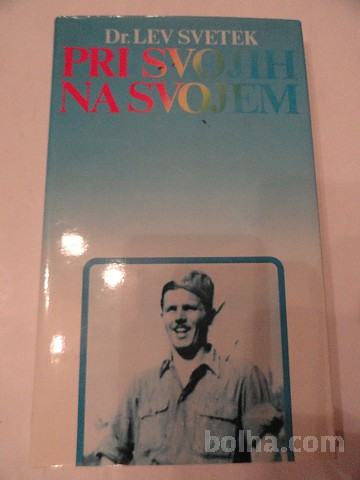 Dr. LEV SVETEK
PRI SVOJIH
NA SVOJEM
bolha.com